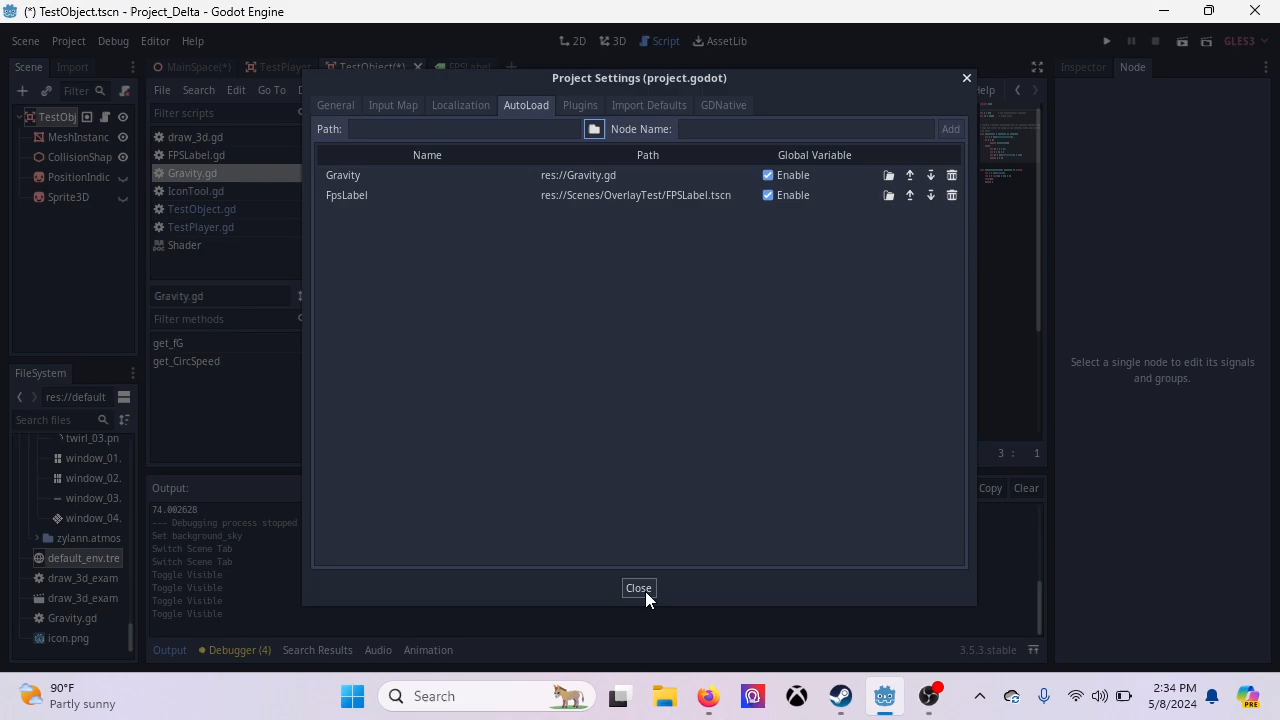 (*) TestObject.tscn - Project_Delta - Godot Engine
Scene Project Debug Editor Help
2D 3D Script AssetLib
GLES3
Scene Import
MainSpace(*) TestPlayer TestObject(*) FPSLabel
Inspector Node
Project Settings (project.godot)
Filter
File Search Edit Go To
Help
General Input Map Localization AutoLoad Plugins Import Defaults GDNative
Filter scripts
TestObj
Path: Node Name: Add
MeshInstanc
draw_3d.gd
Name Path Global Variable
CollisionShap
FPSLabel.gd
Gravity res://Gravity.gd Enable
PositionIndic
Gravity.gd
FpsLabel res://Scenes/OverlayTest/FPSLabel.tscn Enable
Sprite3D
IconTool.gd
TestObject.gd
TestPlayer.gd
Shader
Gravity.gd
Filter methods
get_fG
get_CircSpeed
Select a single node to edit its signals
and groups.
FileSystem
res://default
Search files
twirl_03.pn
window_01.
window_02.
window_03.
window_04.
zylann.atmos
default_env.tre
draw_3d_exam
draw_3d_exam
Gravity.gd
icon.png
3 : 1
Output:
Copy Clear
74.002628
--- Debugging process stopped
Set background_sky
Switch Scene Tab
Switch Scene Tab
Toggle Visible
Toggle Visible
Toggle Visible
Toggle Visible
Close
Output Debugger (4) Search Results Audio Animation
3.5.3.stable
90°F
Partly sunny
Search
2:34 PM
5/8/2024
PRE